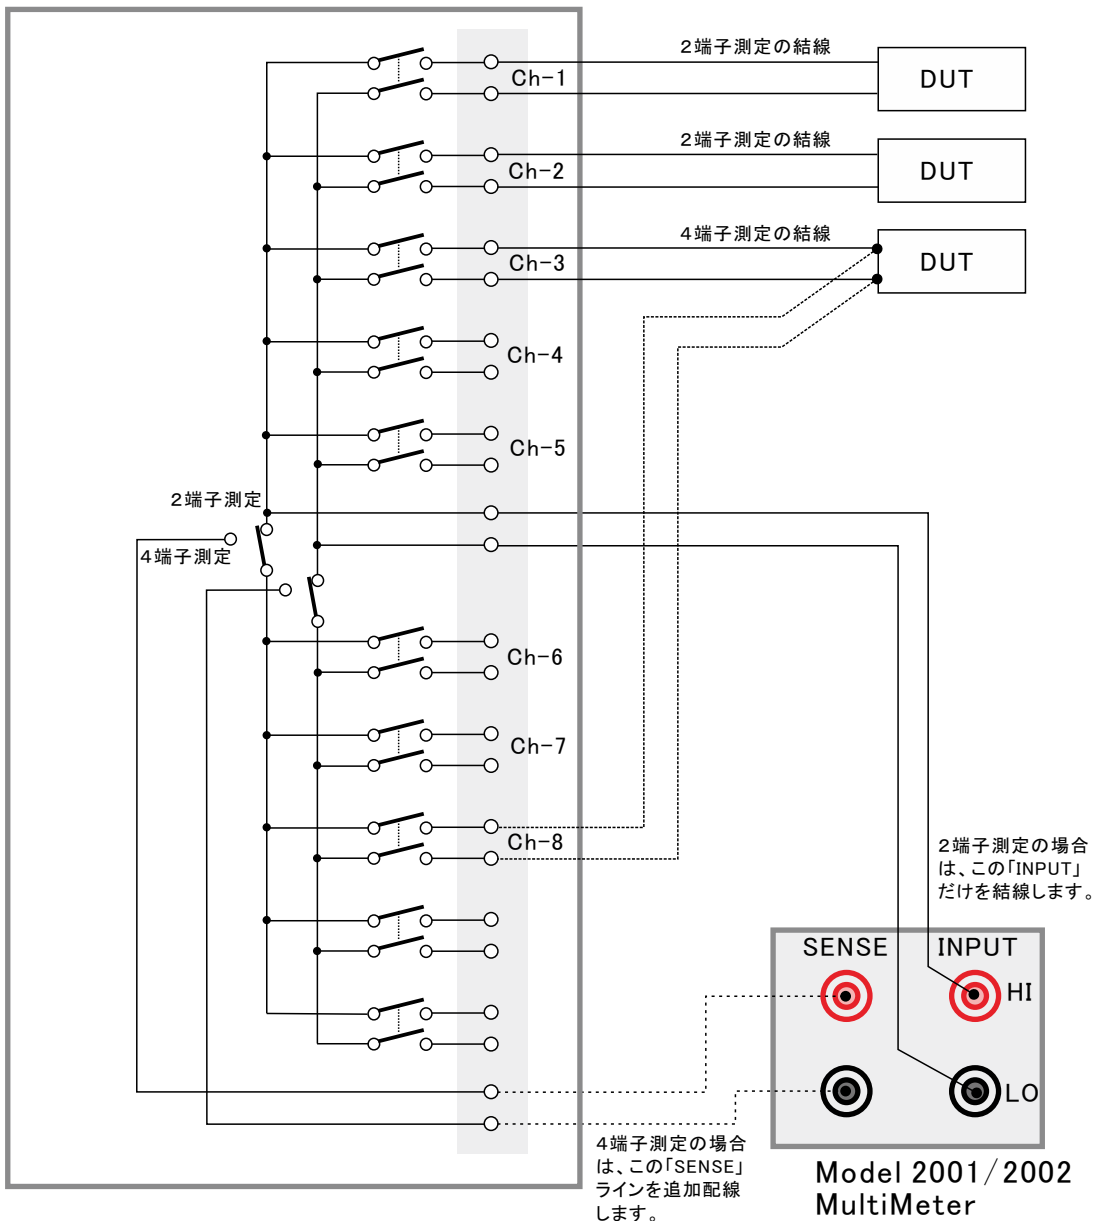 2端子測定の結線
DUT
Ch-1
2端子測定の結線
DUT
Ch-2
4端子測定の結線
DUT
Ch-3
Ch-4
Ch-5
2端子測定
4端子測定
Ch-6
Ch-7
Ch-8
2端子測定の場合
は、この「INPUT」
だけを結線します。
SENSE INPUT
HI
LO
4端子測定の場合
は、この「SENSE」
ラインを追加配線
します。
Model 2001/2002
MultiMeter